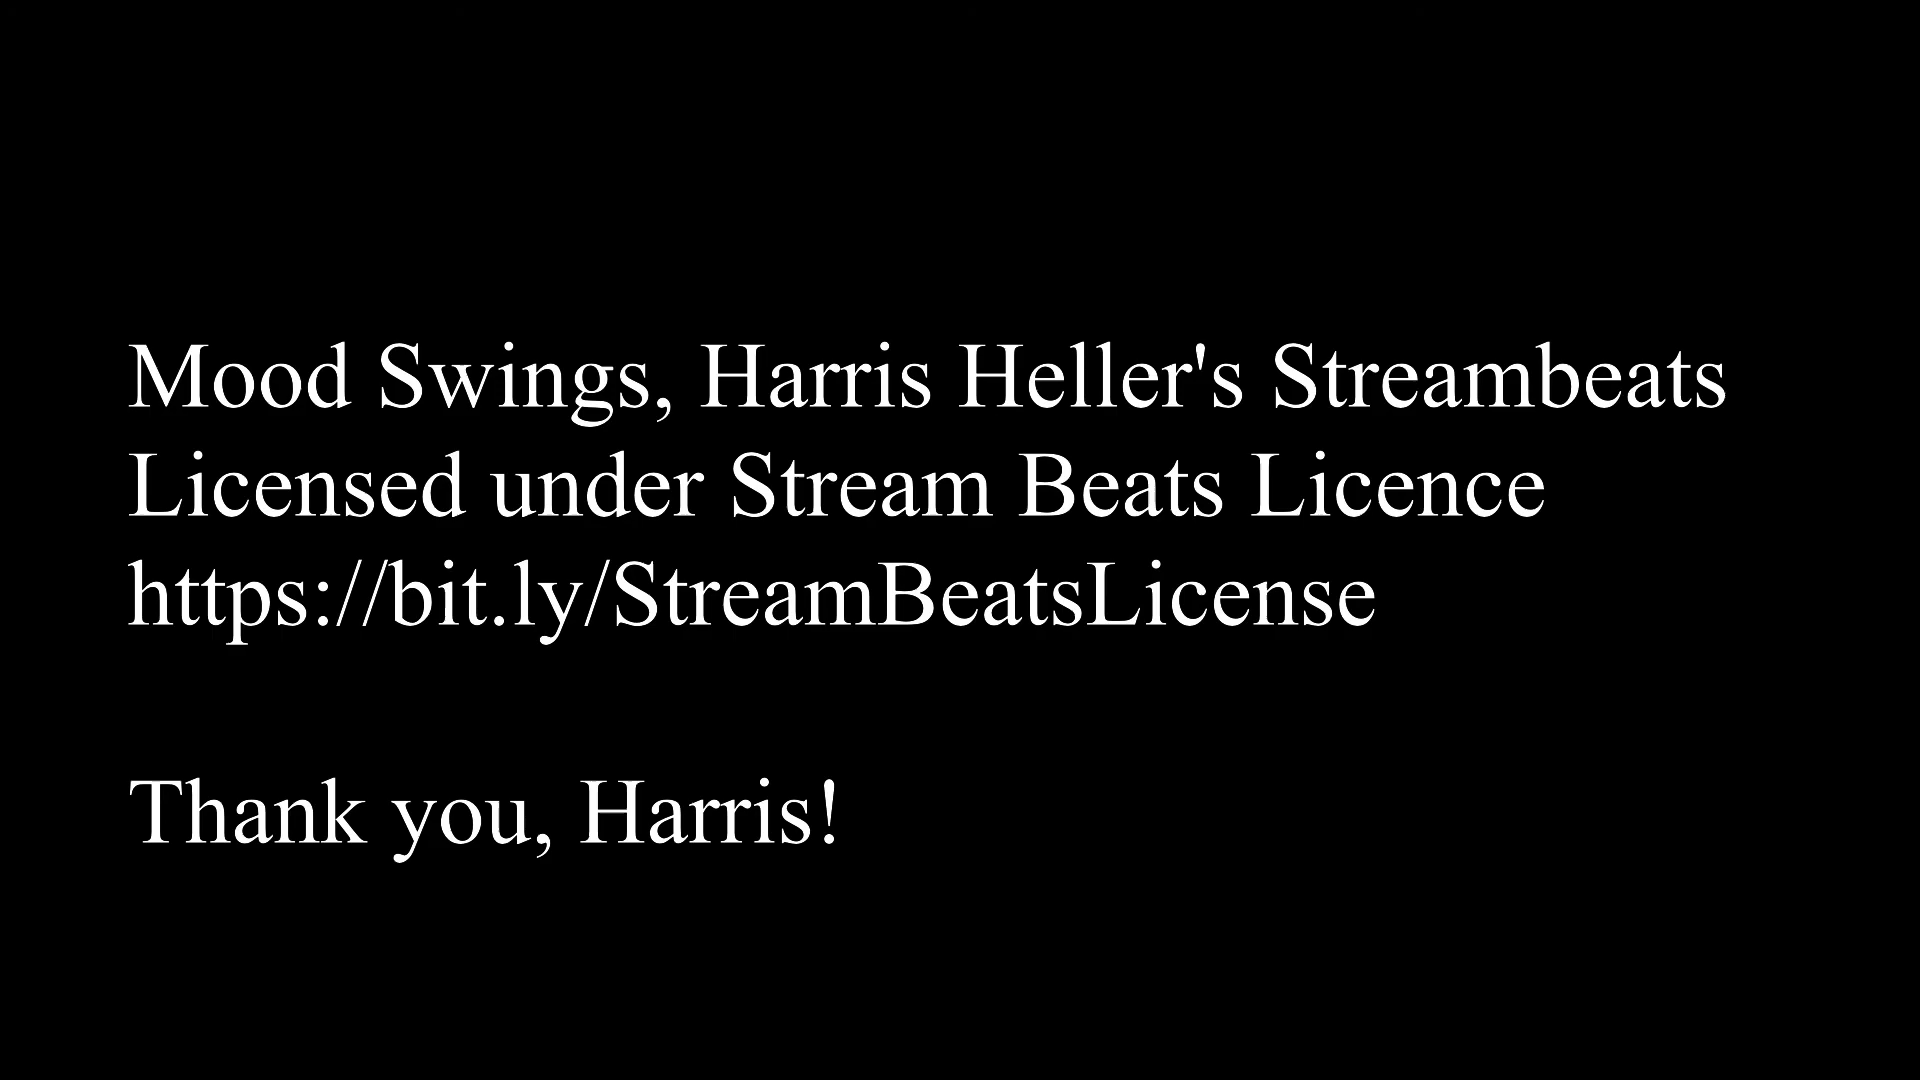 Mood Swings, Harris Heller's Streambeats
Licensed under Stream Beats Licence
https://bit.ly/StreamBeatsLicense
Thank you, Harris!